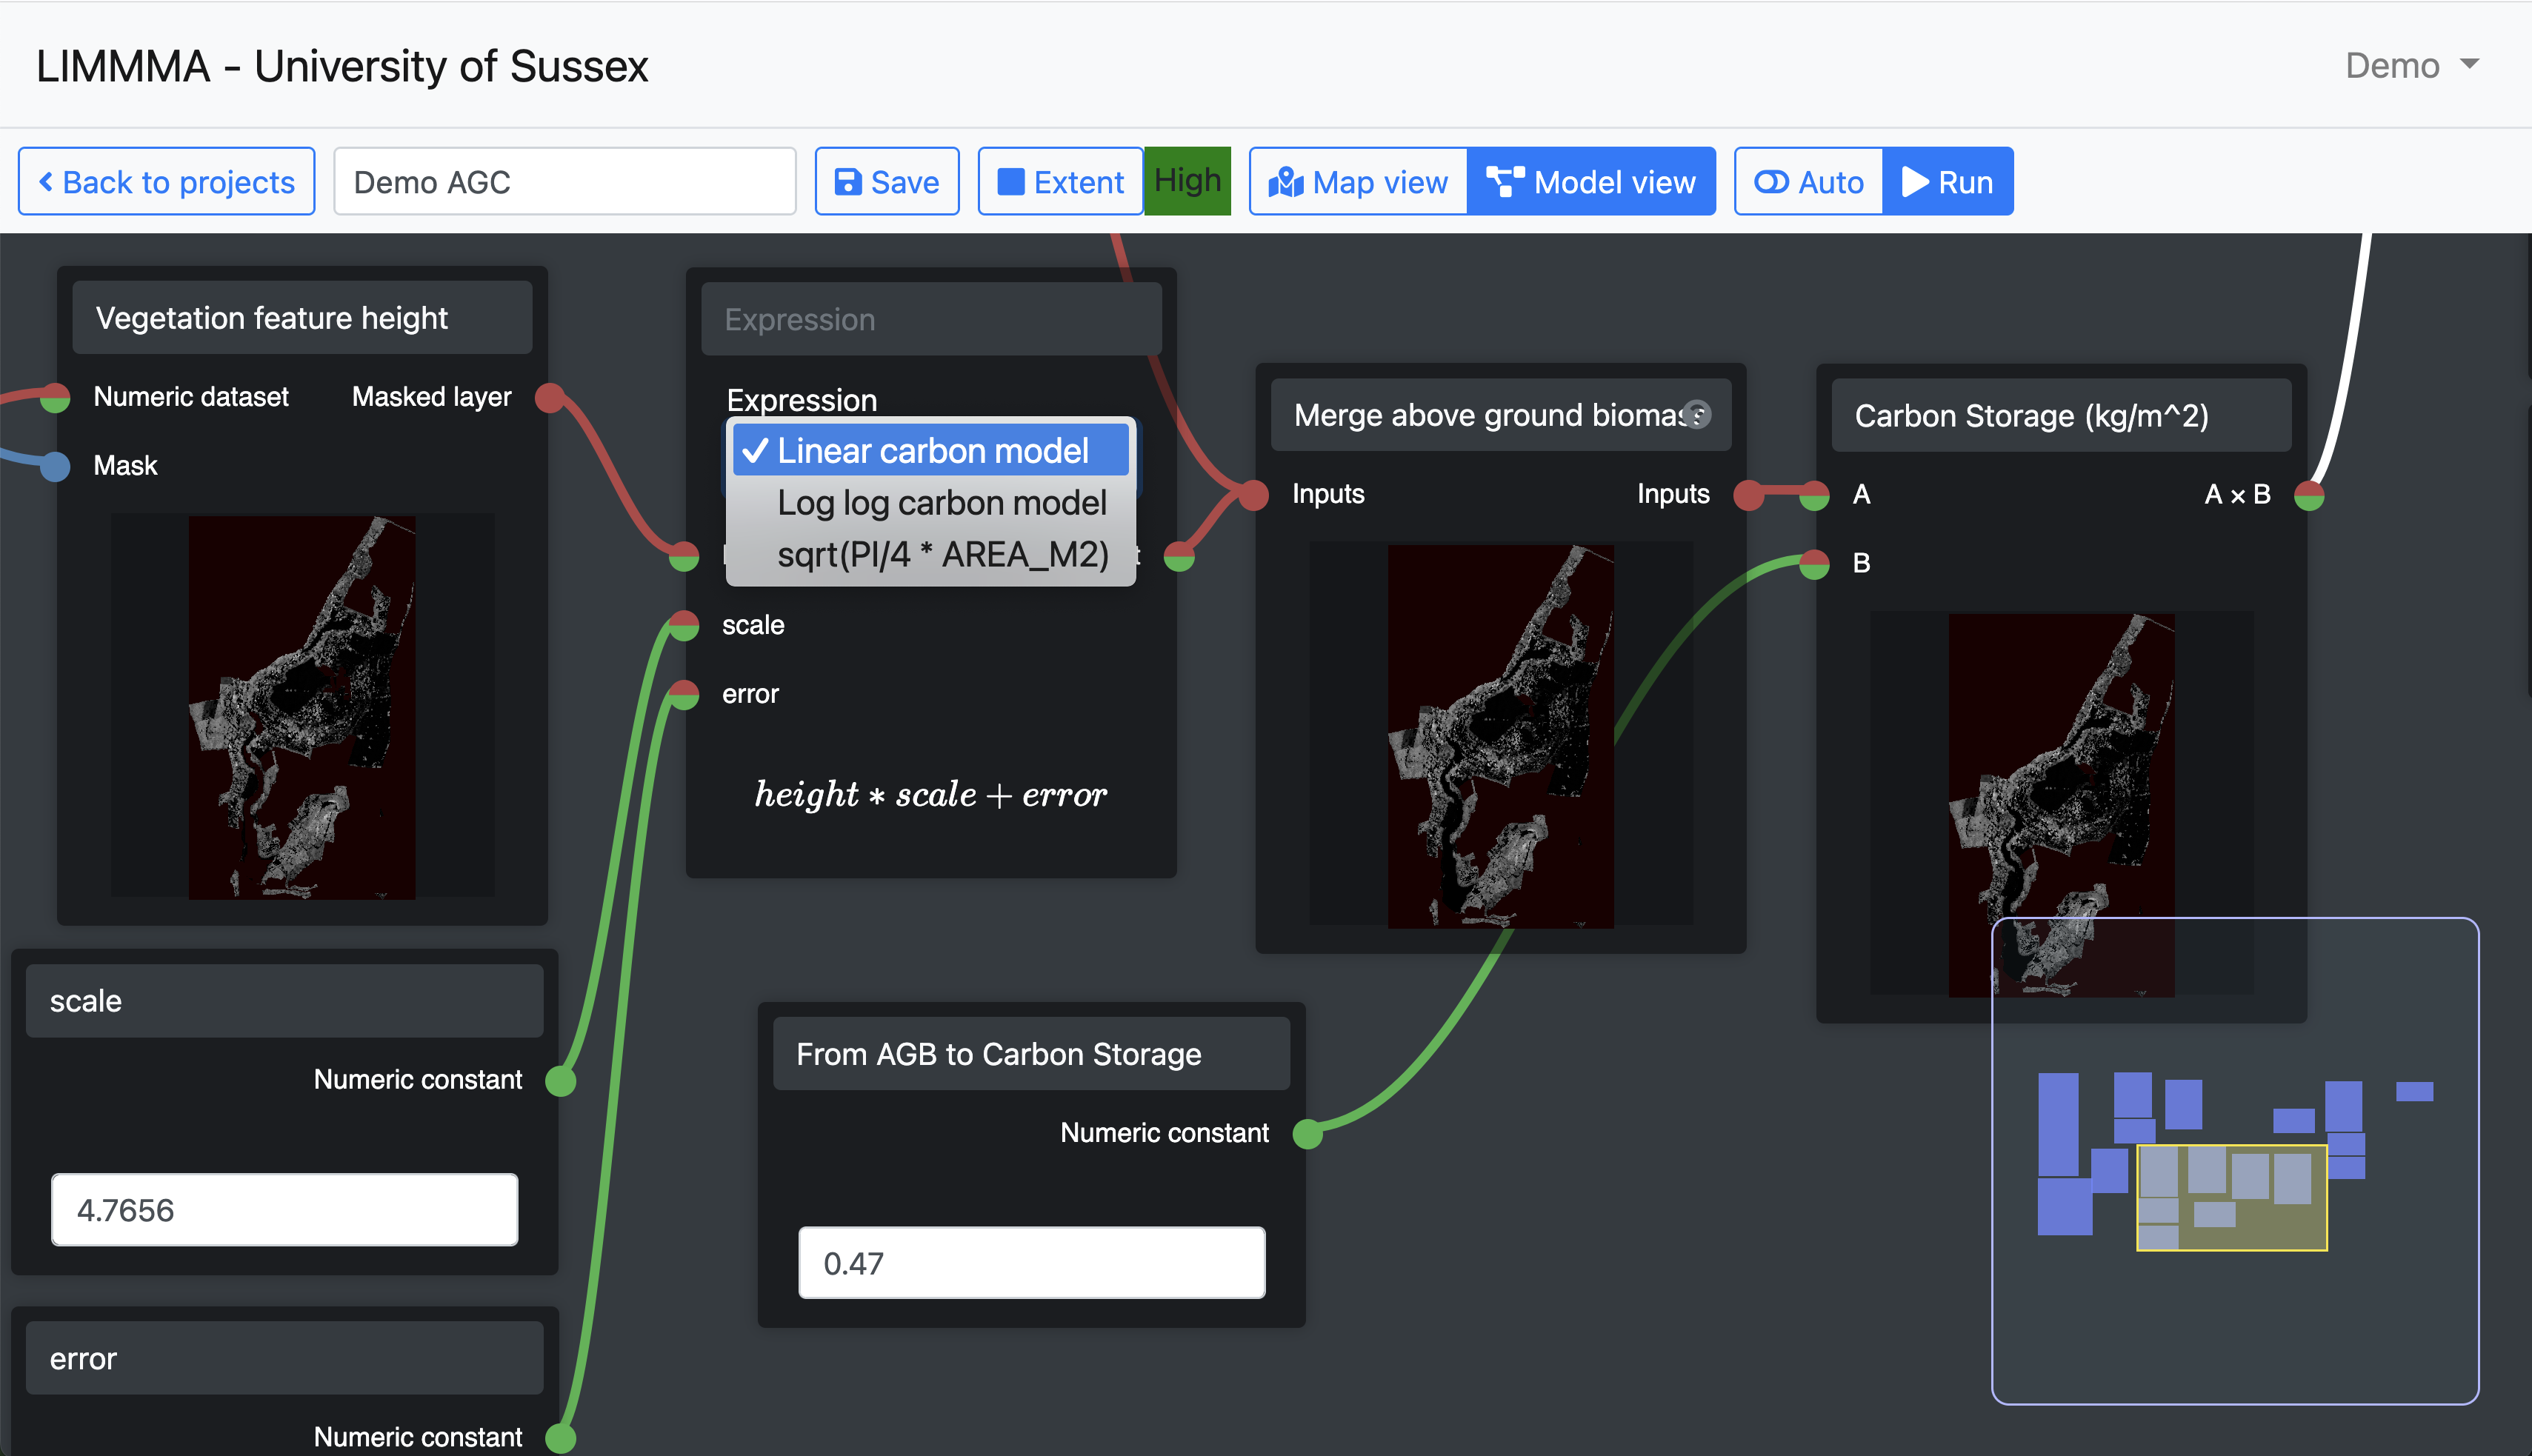 LIMMMA - University of Sussex
Demo
Back to projects
Demo AGC
Save
Extent
High
Map view
Model view
Auto
Run
Vegetation feature height
Numeric dataset
Masked layer
Mask
Expression
Expression
Linear carbon model
Log log carbon model
sqrt(PI/4 * AREA_M2)
scale
error
height * scale + error
Merge above ground biomass
Inputs
Inputs
Carbon Storage (kg/m^2)
A
A × B
B
scale
Numeric constant
4.7656
From AGB to Carbon Storage
Numeric constant
0.47
error
Numeric constant